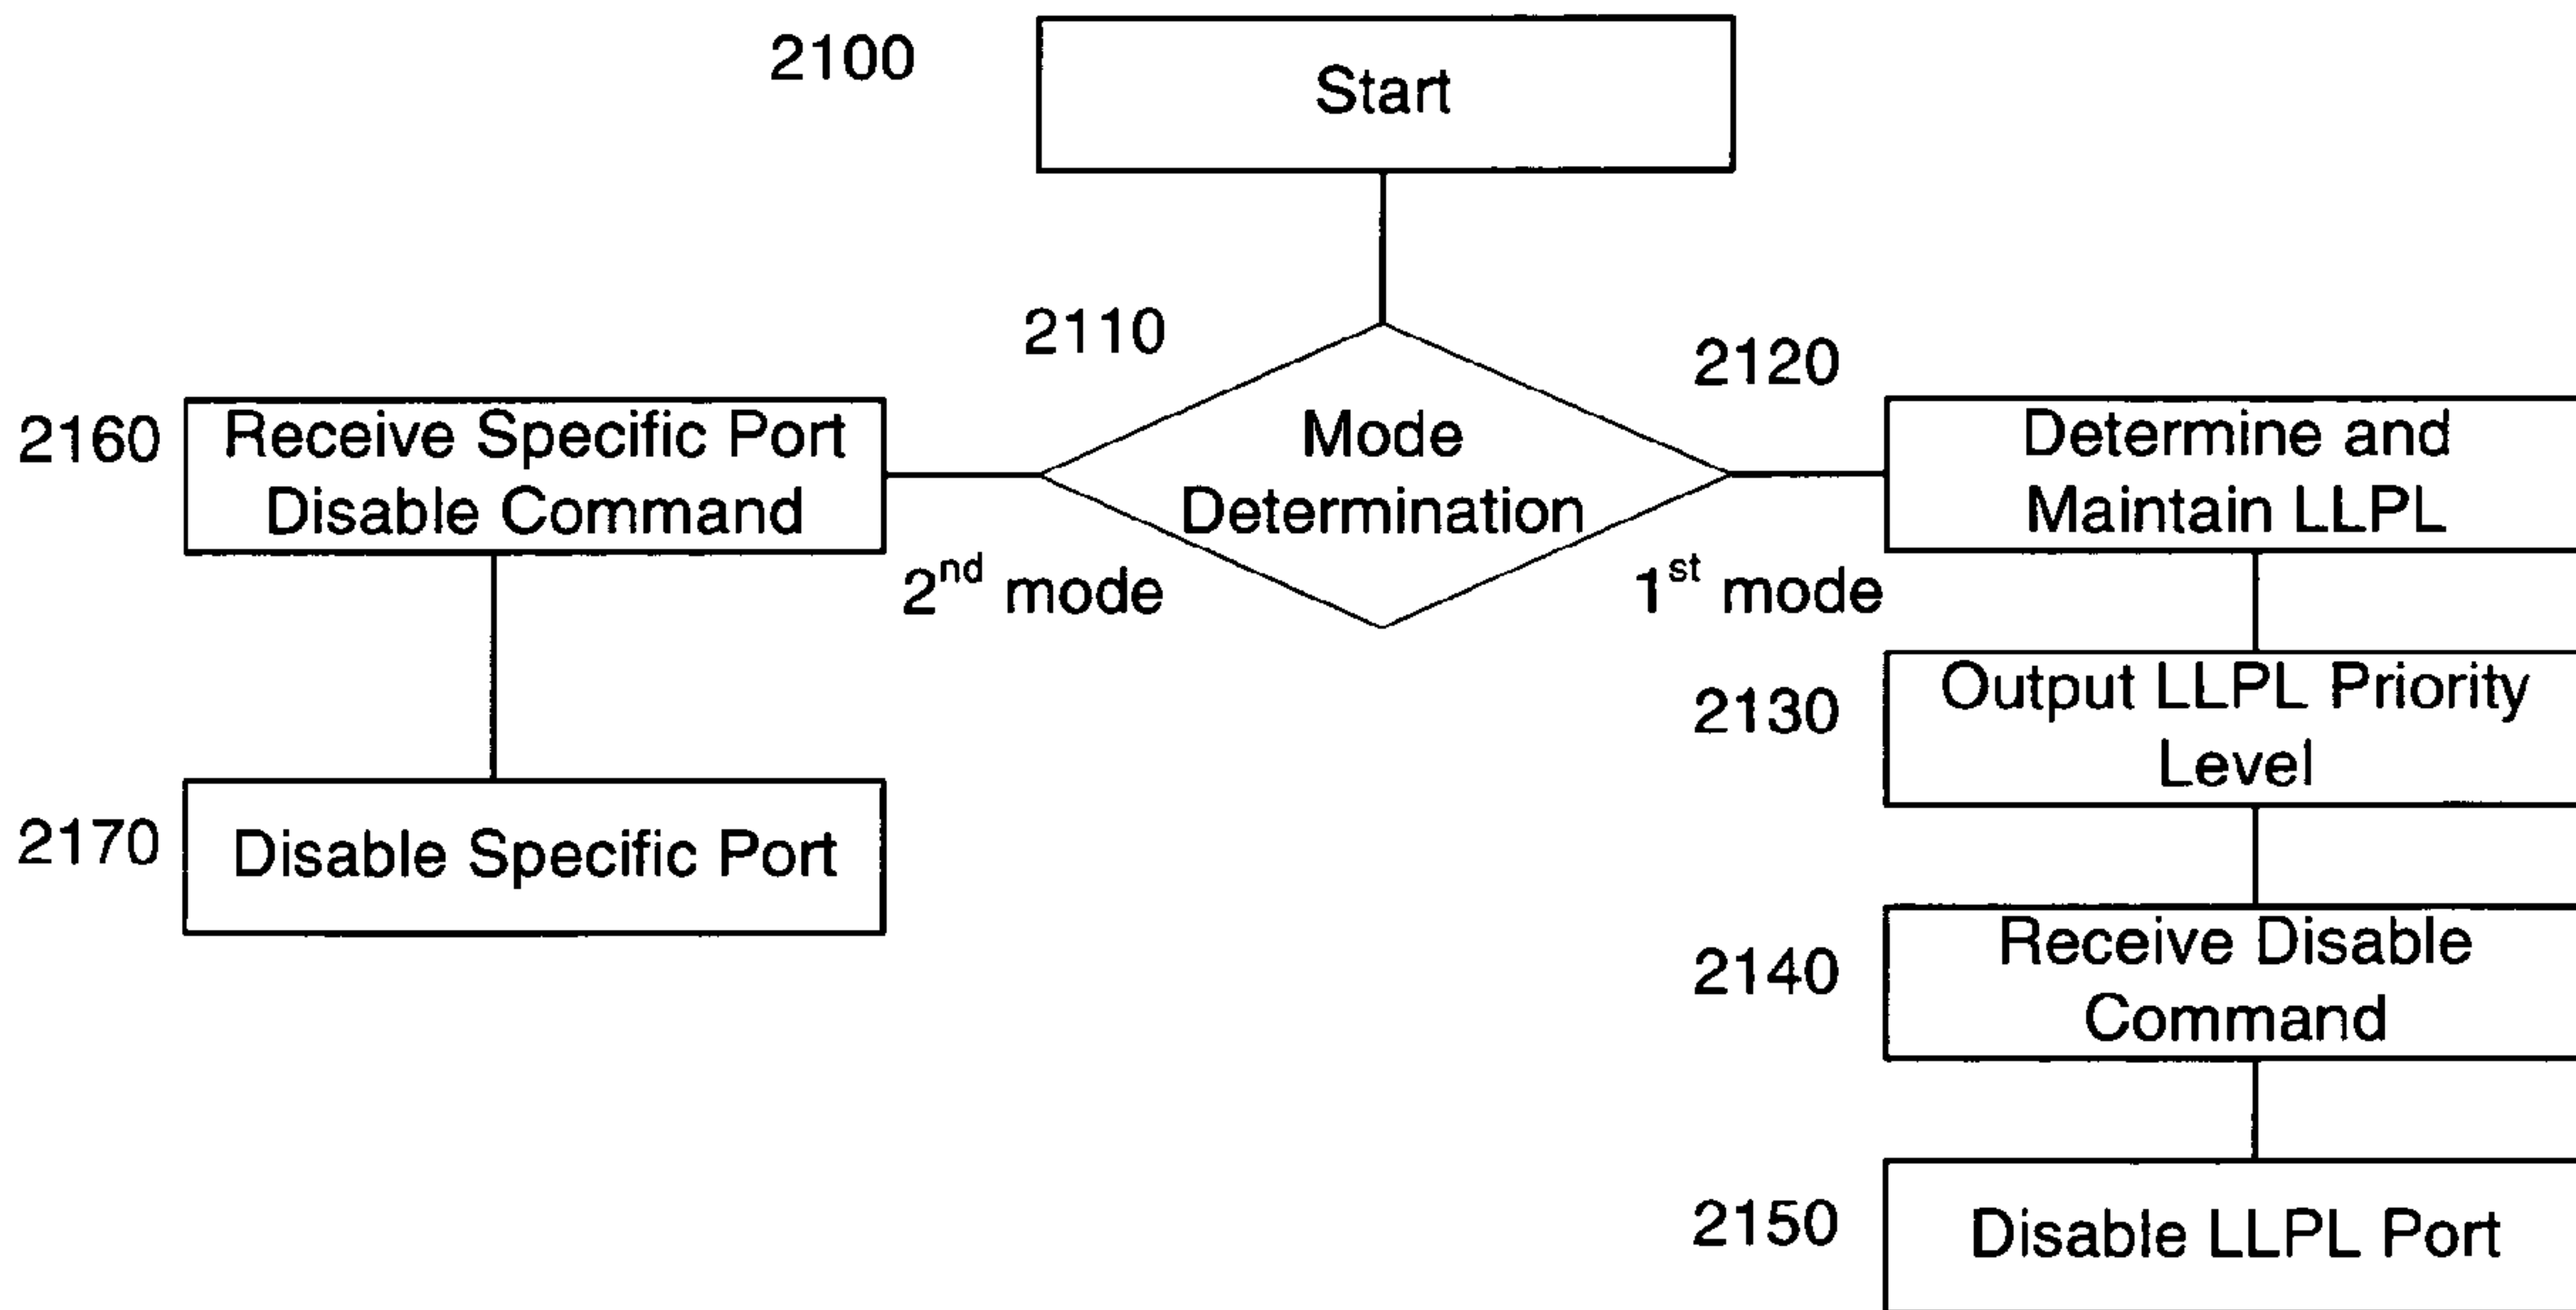 2100
Start
2110
Mode
Determination
2nd mode
1st mode
2160
Receive Specific Port
Disable Command
2170
Disable Specific Port
2120
Determine and
Maintain LLPL
2130
Output LLPL Priority
Level
2140
Receive Disable
Command
2150
Disable LLPL Port